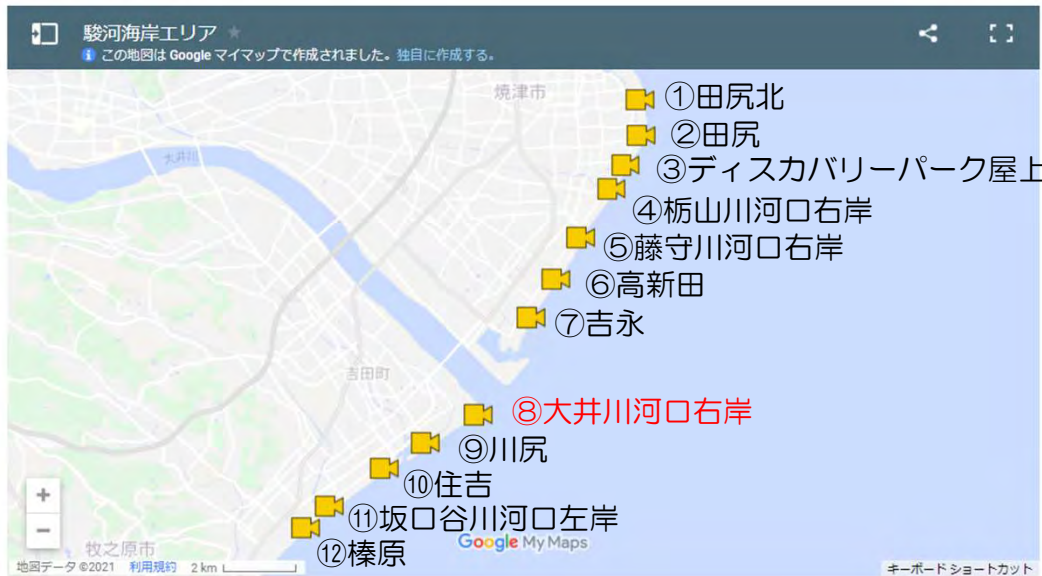 駿河海岸エリア
この地図は Google マイマップで作成されました。独自に作成する。
焼津市
①田尻北
②田尻
大井川
③ディスカバリーパーク屋上
④栃山川河口右岸
⑤藤守川河口右岸
⑥高新田
⑦吉永
吉田町
⑧大井川河口右岸
⑨川尻
⑩住吉
⑪坂口谷川河口左岸
⑫榛原
牧之原市
Google My Maps
地図データ ©2021 利用規約 2 km
キーボード ショートカット